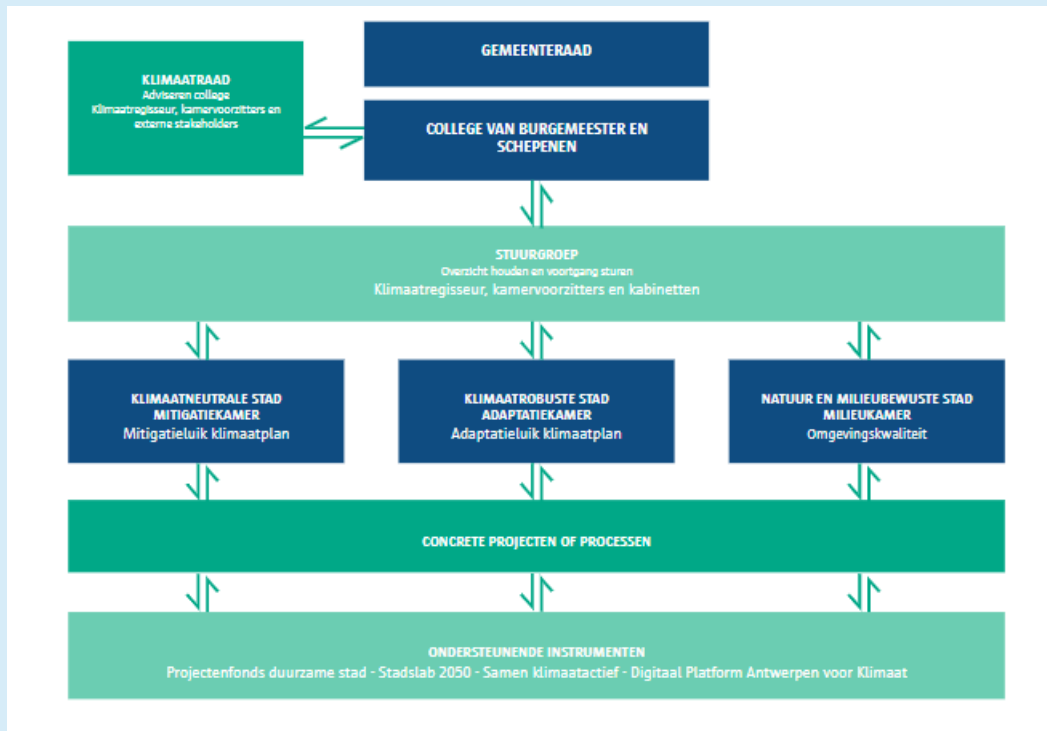 GEMEENTERAAD
KLIMAATRAAD
Adviseren college
Klimaatregisseur, kamervoorzitters en
externe stakeholders
COLLEGE VAN BURGEMEESTER EN
SCHEPENEN
STUURGROEP
Overzicht houden en voortgang sturen
Klimaatregisseur, kamervoorzitters en kabinetten
KLIMAATNEUTRALE STAD
MITIGATIEKAMER
Mitigatieluik klimaatplan
KLIMAATROBUSTE STAD
ADAPTATIEKAMER
Adaptatieluik klimaatplan
NATUUR EN MILIEUBEWUSTE STAD
MILIEUKAMER
Omgevingskwaliteit
CONCRETE PROJECTEN OF PROCESSEN
ONDERSTEUNENDE INSTRUMENTEN
Projectenfonds duurzame stad - Stadslab 2050 - Samen klimaatactief - Digitaal Platform Antwerpen voor Klimaat